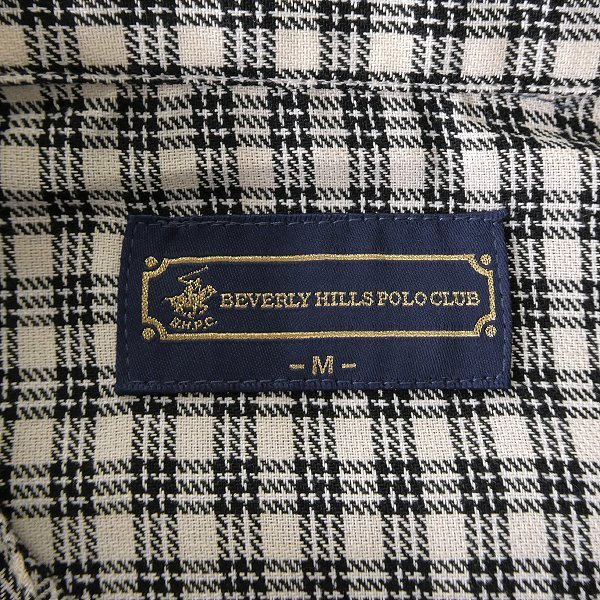 BEVERLY HILLS POLO CLUB
B.H.P.C.
- M -